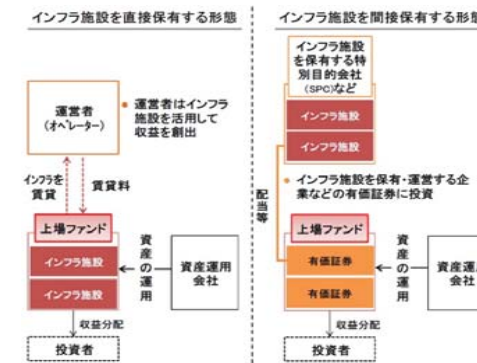 インフラ施設を直接保有する形態
運営者
(オペレーター)
• 運営者はインフラ
施設を活用して
収益を創出
インフラを
賃貸
賃貸料
上場ファンド
インフラ施設
インフラ施設
資産の運用
資産運用
会社
収益分配
投資者
インフラ施設を間接保有する形態
インフラ施設
を保有する特
別目的会社
(SPC)など
インフラ施設
インフラ施設
配当等
• インフラ施設を保有・運営する企
業などの有価証券に投資
上場ファンド
有価証券
有価証券
資産の運用
資産運
会社
収益分配
投資者